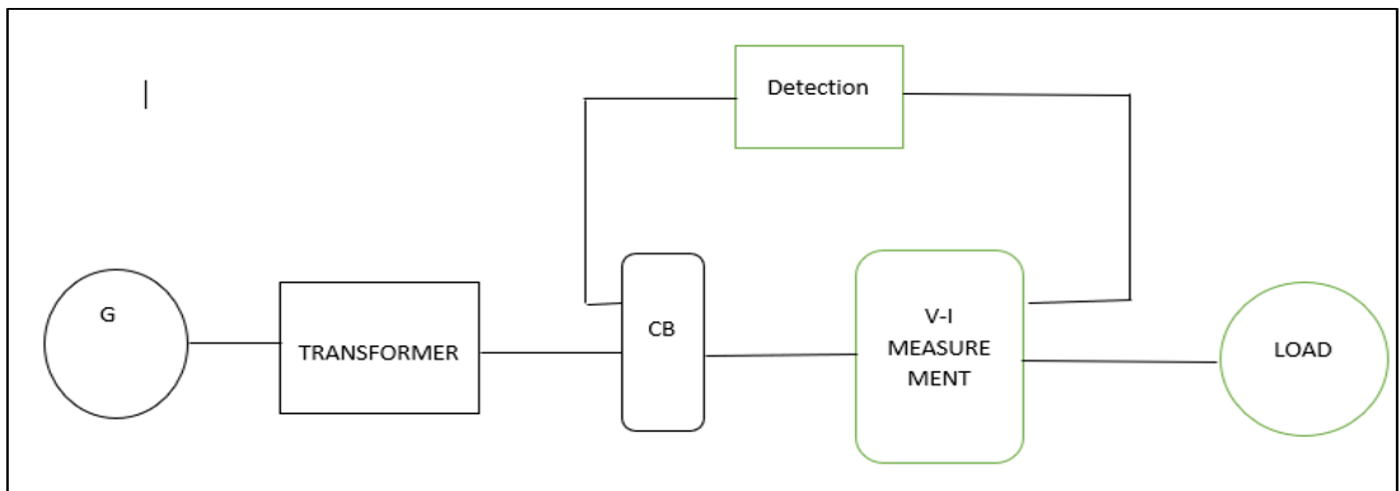 Detection
G
TRANSFORMER
CB
V-I
MEASURE
MENT
LOAD